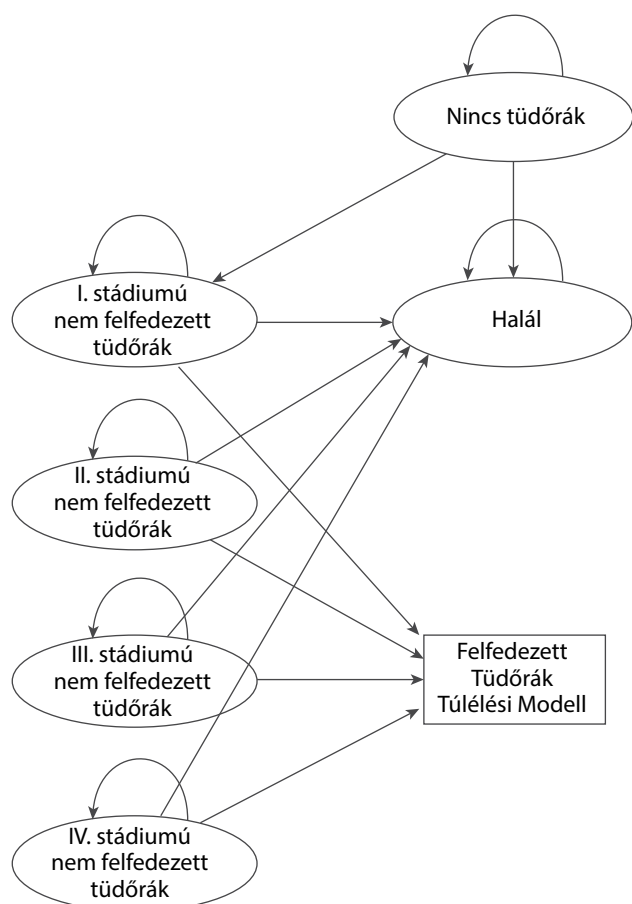 Nincs tüdőrák
I. stádiumú
nem felfedezett
tüdőrák
Halál
II. stádiumú
nem felfedezett
tüdőrák
III. stádiumú
nem felfedezett
tüdőrák
Felfedezett
Tüdőrák
Túlélési Modell
IV. stádiumú
nem felfedezett
tüdőrák